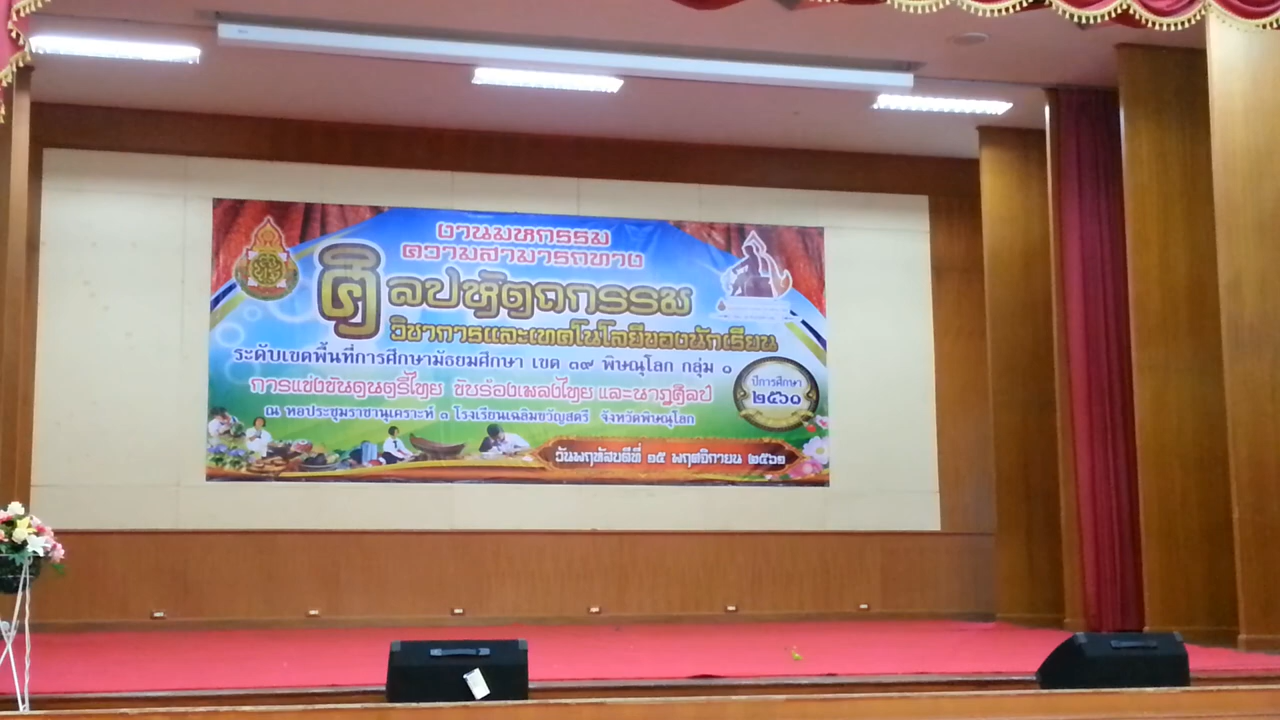 งานมหกรรม
ความสามารถทาง
ศิลปหัตถกรรม
วิชาการและเทคโนโลยีของนักเรียน
ระดับเขตพื้นที่การศึกษามัธยมศึกษา เขต ๓๙ พิษณุโลก กลุ่ม ๑
การแข่งขันดนตรีไทย ขับร้องเพลงไทย และนาฏศิลป์
ปีการศึกษา
๒๕๖๑
ณ หอประชุมราชานุเคราะห์ ๓ โรงเรียนเฉลิมขวัญสตรี จังหวัดพิษณุโลก
วันพฤหัสบดีที่ ๑๕ พฤศจิกายน ๒๕๖๑